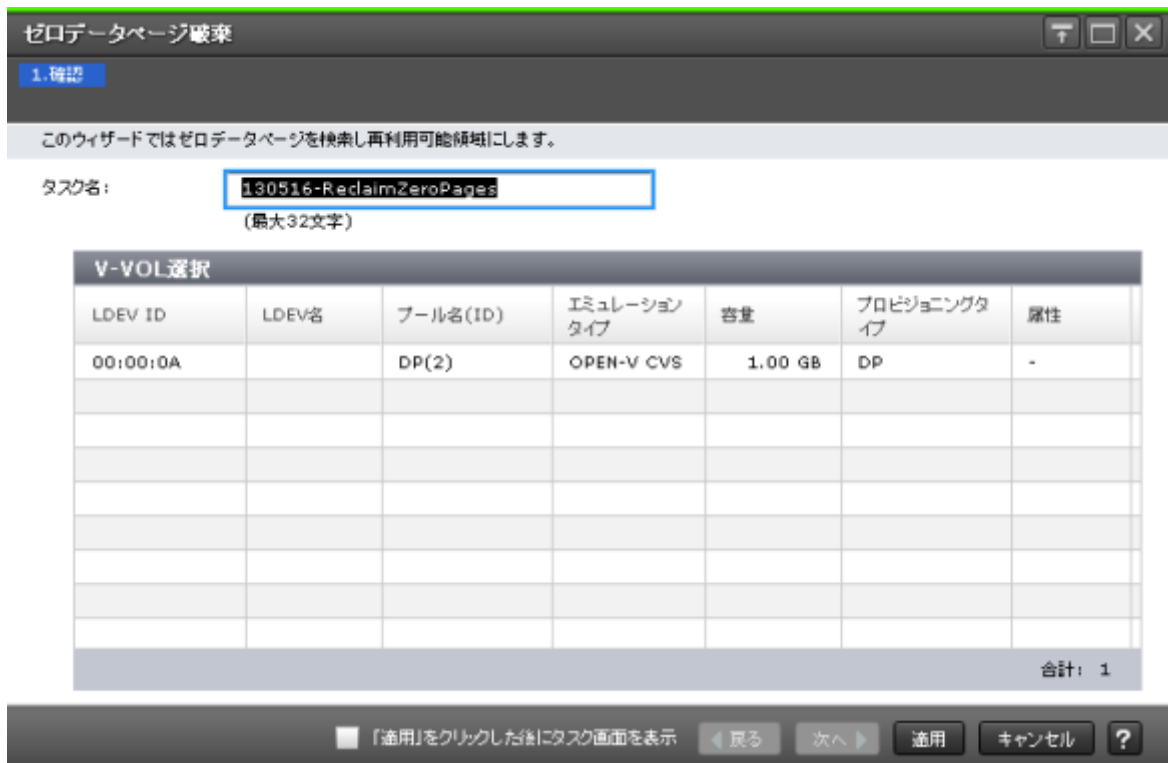 ゼロデータページ破棄
1.確認
このウィザードではゼロデータページを検索し再利用可能領域にします。
タスク名:
130516-ReclaimZeroPages
(最大32文字)
V-VOL選択
LDEV ID LDEV名 プール名(ID) エミュレーションタイプ 容量 プロビジョニングタイプ 属性
00:00:0A DP(2) OPEN-V CVS 1.00 GB DP -
合計: 1
「適用」をクリックした後にタスク画面を表示 戻る 次へ 適用 キャンセル ?